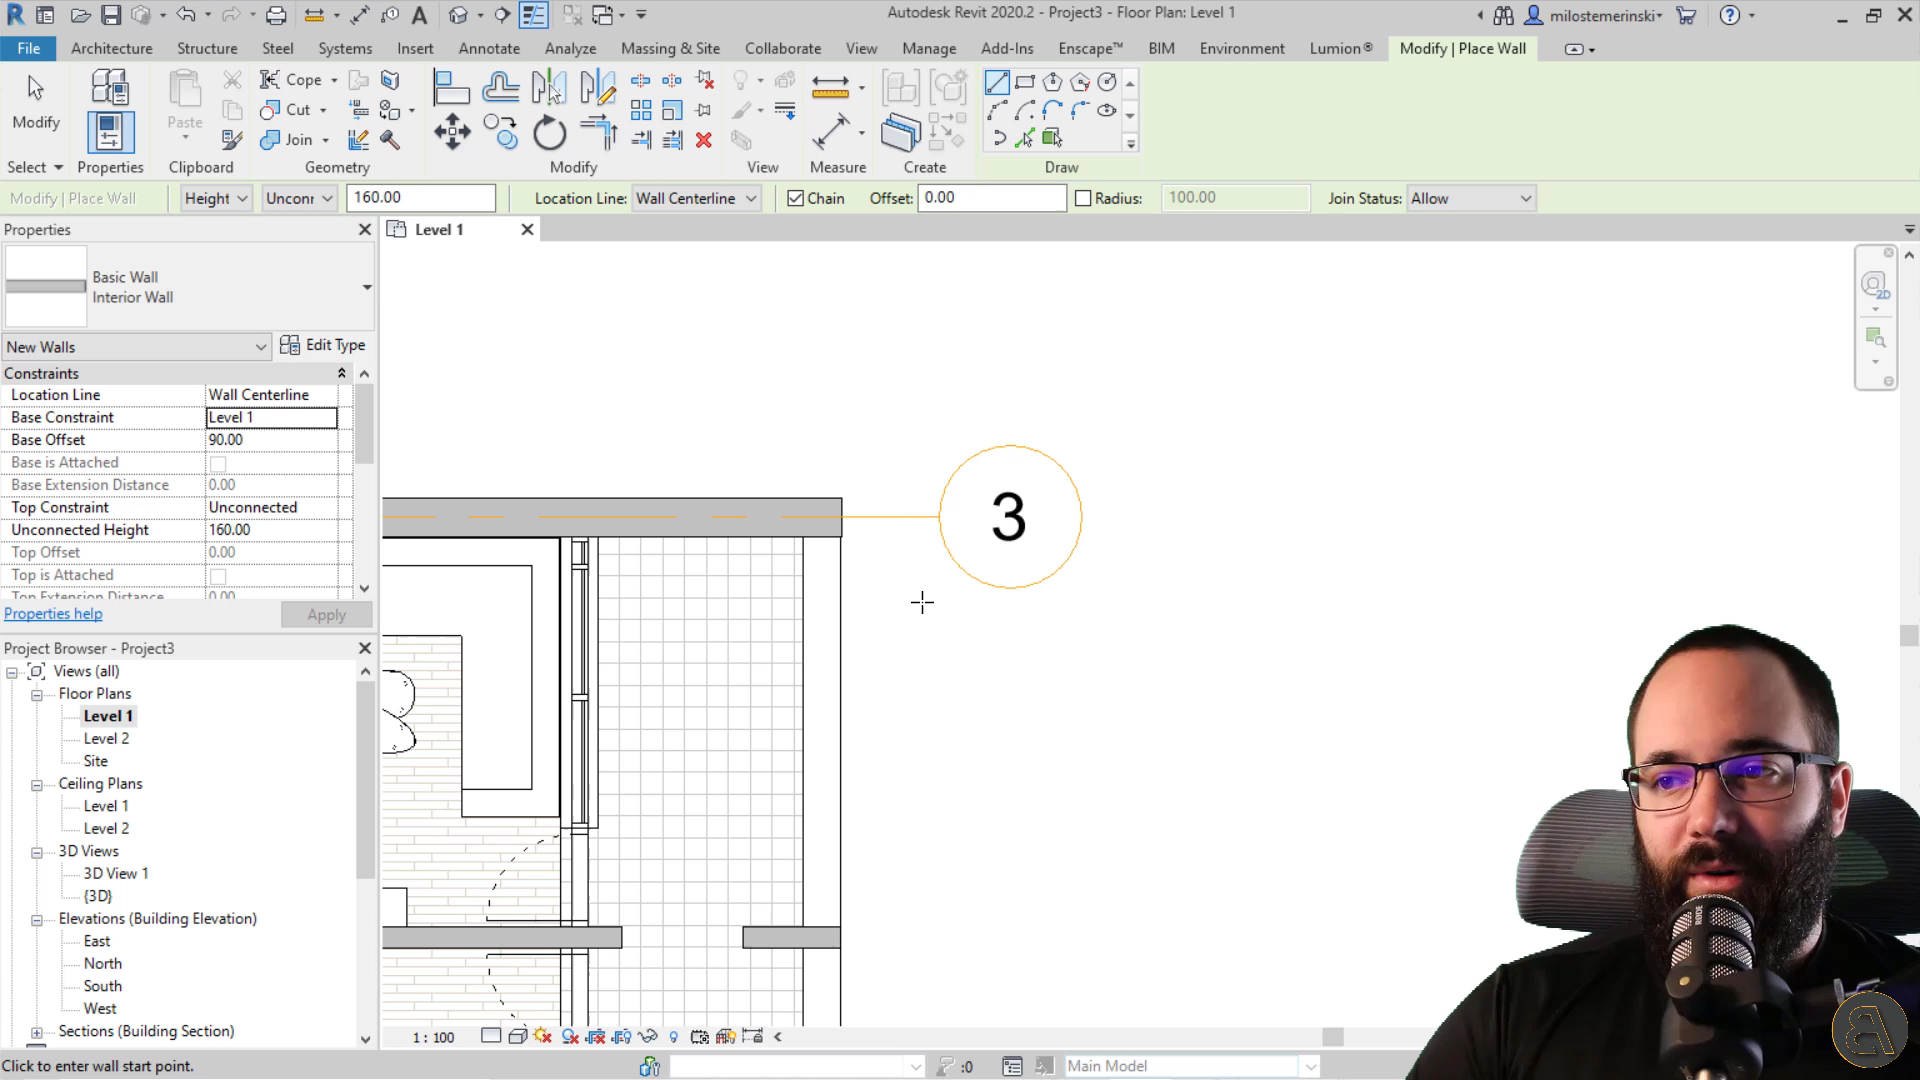 Autodesk Revit 2020.2 - Project3 - Floor Plan: Level 1
milostemerinski
File
Architecture
Structure
Steel
Systems
Insert
Annotate
Analyze
Massing & Site
Collaborate
View
Manage
Add-Ins
Enscape™
BIM
Environment
Lumion®
Modify | Place Wall
Modify
Paste
Cope
Cut
Join
Select
Properties
Clipboard
Geometry
Modify
View
Measure
Create
Draw
Modify | Place Wall
Height
Unconr
160.00
Location Line:
Wall Centerline
Chain
Offset:
0.00
Radius:
100.00
Join Status:
Allow
Properties
Level 1
2D
Basic Wall
Interior Wall
New Walls
Edit Type
Constraints
Location Line
Wall Centerline
Base Constraint
Level 1
Base Offset
90.00
Base is Attached
Base Extension Distance
0.00
Top Constraint
Unconnected
Unconnected Height
160.00
Top Offset
0.00
Top is Attached
Top Extension Distance
0.00
Properties help
Apply
3
Project Browser - Project3
Views (all)
Floor Plans
Level 1
Level 2
Site
Ceiling Plans
Level 1
Level 2
3D Views
3D View 1
{3D}
Elevations (Building Elevation)
East
North
South
West
Sections (Building Section)
1 : 100
Click to enter wall start point.
:0
Main Model
RØDE